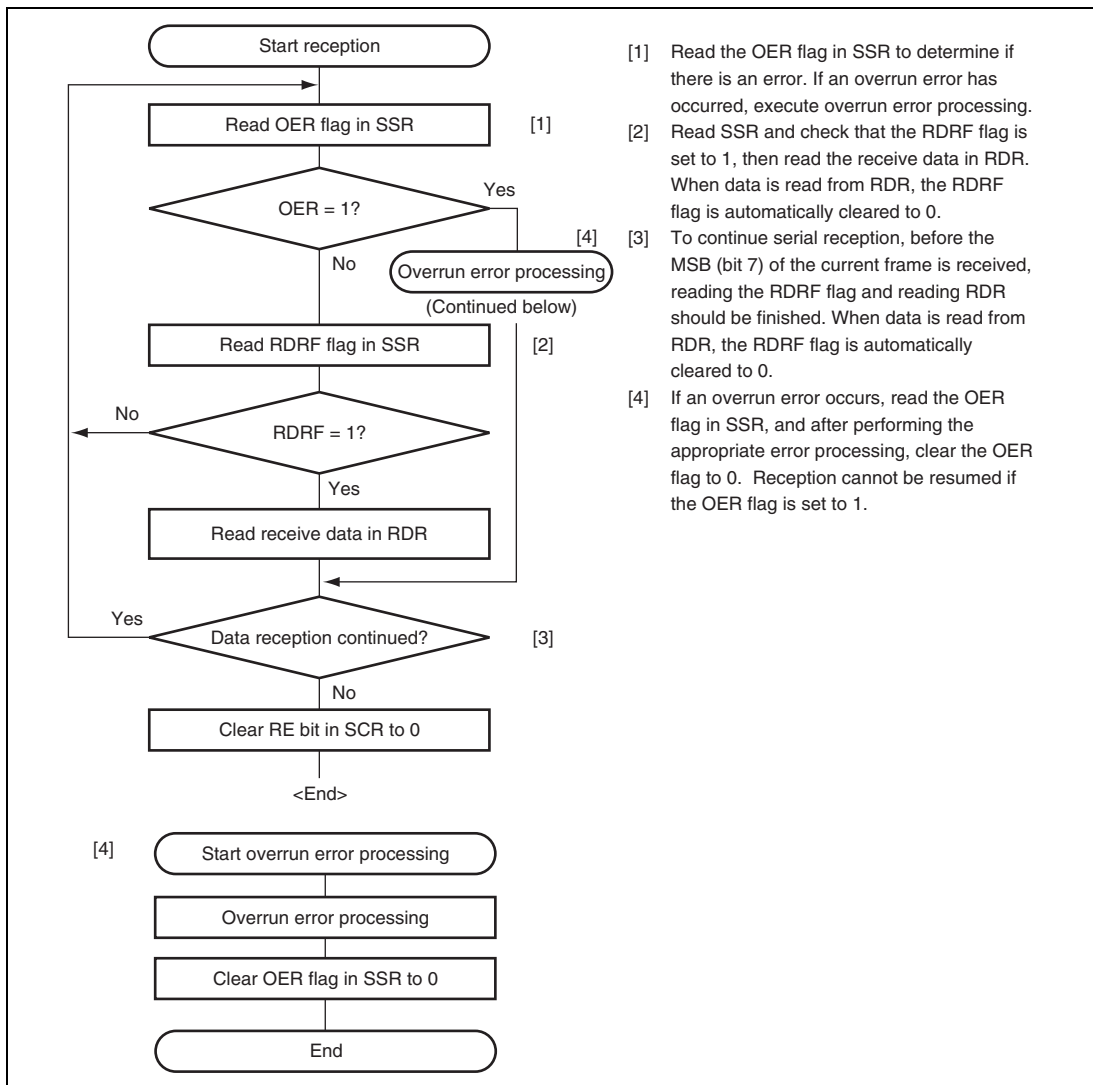 Start reception
Read OER flag in SSR
[1]
OER = 1?
Yes
No
[4]
Overrun error processing
(Continued below)
Read RDRF flag in SSR
[2]
No
RDRF = 1?
Yes
Read receive data in RDR
Yes
Data reception continued?
[3]
No
Clear RE bit in SCR to 0
<End>
[4]
Start overrun error processing
Overrun error processing
Clear OER flag in SSR to 0
End
[1] Read the OER flag in SSR to determine if
there is an error. If an overrun error has
occurred, execute overrun error processing.
[2] Read SSR and check that the RDRF flag is
set to 1, then read the receive data in RDR.
When data is read from RDR, the RDRF
flag is automatically cleared to 0.
[3] To continue serial reception, before the
MSB (bit 7) of the current frame is received,
reading the RDRF flag and reading RDR
should be finished. When data is read from
RDR, the RDRF flag is automatically
cleared to 0.
[4] If an overrun error occurs, read the OER
flag in SSR, and after performing the
appropriate error processing, clear the OER
flag to 0.  Reception cannot be resumed if
the OER flag is set to 1.